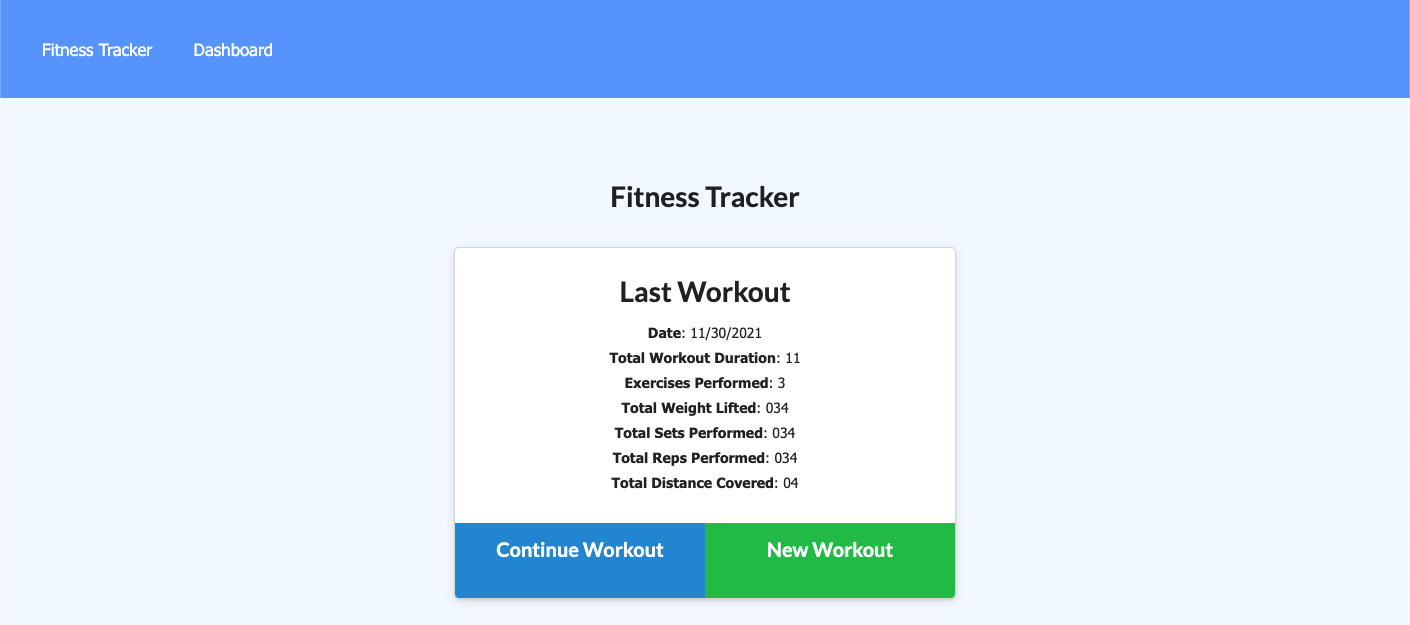 Fitness Tracker Dashboard
Fitness Tracker
Last Workout
Date: 11/30/2021
Total Workout Duration: 11
Exercises Performed: 3
Total Weight Lifted: 034
Total Sets Performed: 034
Total Reps Performed: 034
Total Distance Covered: 04
Continue Workout New Workout